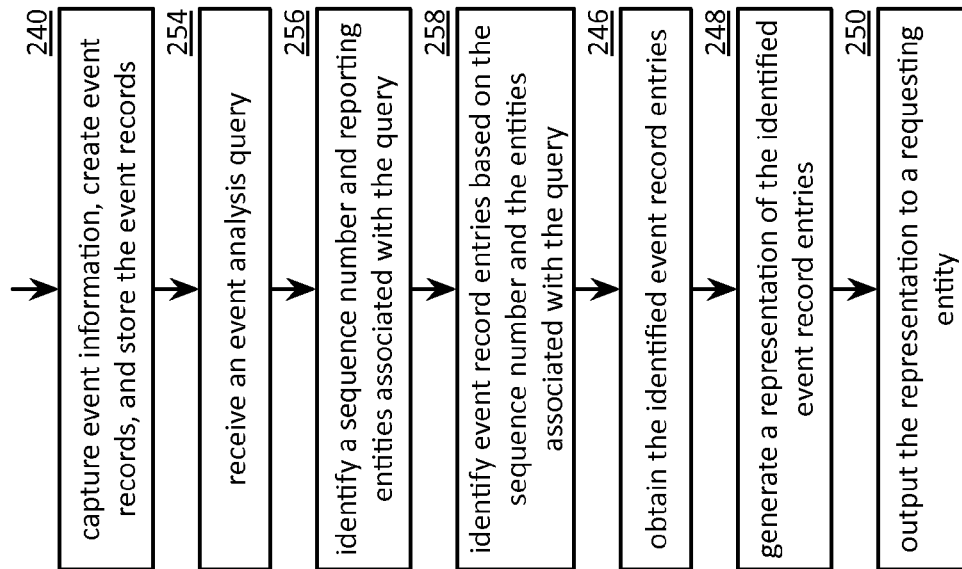 240
capture event information, create event
records, and store the event records
254
receive an event analysis query
256
identify a sequence number and reporting
entities associated with the query
258
identify event record entries based on the
sequence number and the entities
associated with the query
246
obtain the identified event record entries
248
generate a representation of the identified
event record entries
250
output the representation to a requesting
entity